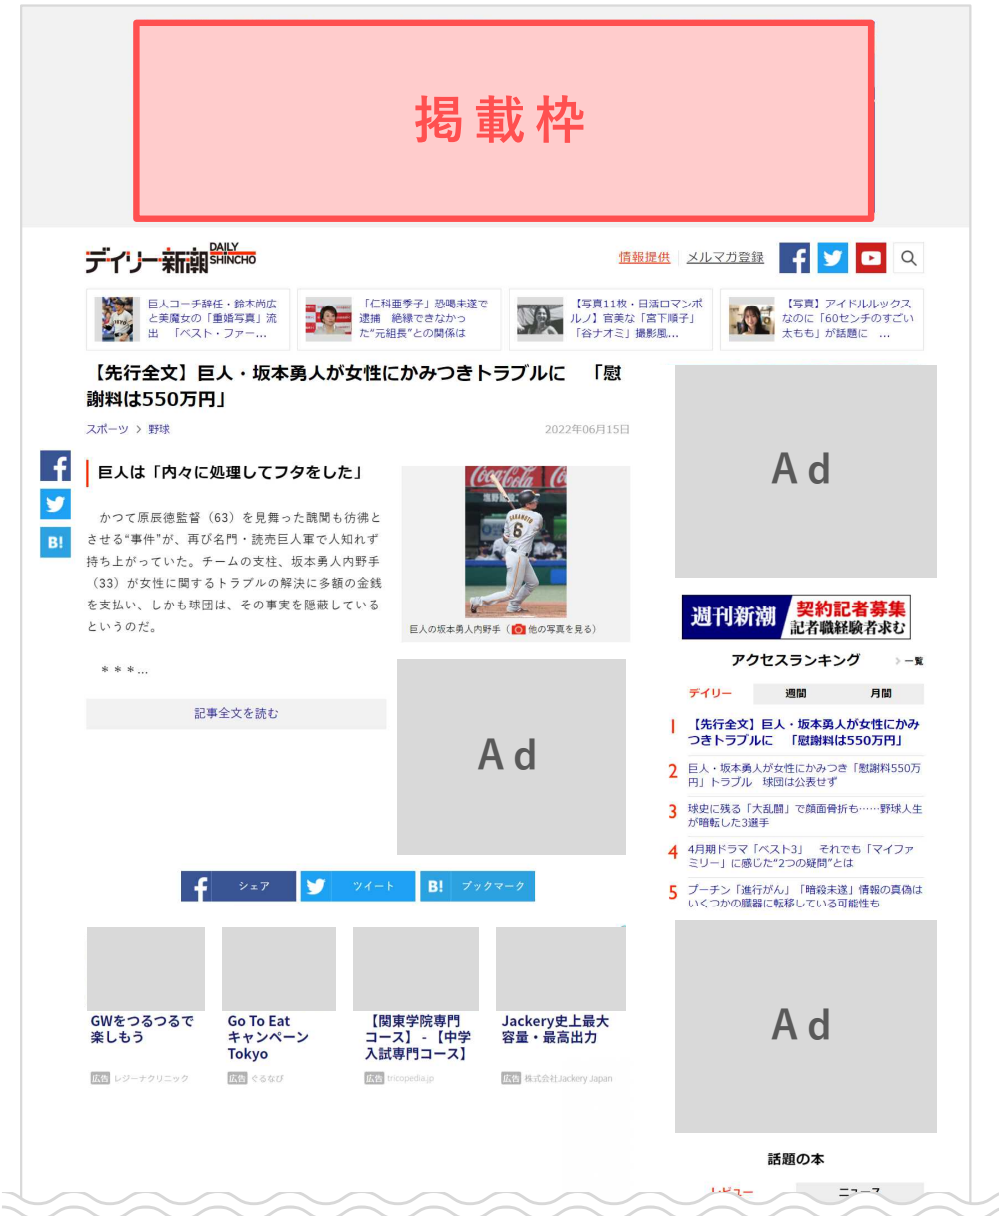 掲載枠
デイリー新潮 DAILY SHINCHO
情報提供 メルマガ登録
巨人コーチ辞任・鈴木尚広
と美魔女の「重婚写真」流
出 「ベスト・ファー...
「仁科亜季子」恐喝未遂で
逮捕 絶縁できなかっ
た“元組長”との関係は
【写真11枚・日活ロマンポ
ルノ】官美な「宮下順子」
「谷ナオミ」撮影風...
【写真】アイドルルックス
なのに「60センチのすごい
太もも」が話題に ...
【先行全文】巨人・坂本勇人が女性にかみつきトラブルに 「慰
謝料は550万円」
スポーツ > 野球
2022年06月15日
巨人は「内々に処理してフタをした」
かつて原辰徳監督（63）を見舞った醜聞も彷彿と
させる“事件”が、再び名門・読売巨人軍で人知れず
持ち上がっていた。チームの支柱、坂本勇人内野手
（33）が女性に関するトラブルの解決に多額の金銭
を支払い、しかも球団は、その事実を隠蔽している
というのだ。
＊＊＊...
記事全文を読む
Coca-Cola
SAKAMOTO
6
巨人の坂本勇人内野手（ 他の写真を見る）
Ad
B!
シェア
ツイート
B! ブックマーク
GWをつるつるで
楽しもう
広告 レジーナクリニック
Go To Eat
キャンペーン
Tokyo
広告 ぐるなび
【関東学院専門
コース】-【中学
入試専門コース】
広告 tricopedia.jp
Jackery史上最大
容量・最高出力
広告 株式会社Jackery Japan
Ad
週刊新潮 契約記者募集
記者職経験者求む
アクセスランキング
> 一覧
デイリー 週間 月間
1 【先行全文】巨人・坂本勇人が女性にかみ
つきトラブルに 「慰謝料は550万円」
2 巨人・坂本勇人が女性にかみつき「慰謝料550万
円」トラブル 球団は公表せず
3 球史に残る「大乱闘」で顔面骨折も……野球人生
が暗転した3選手
4 4月期ドラマ「ベスト3」 それでも「マイファ
ミリー」に感じた“2つの疑問”とは
5 プーチン「進行がん」「暗殺未遂」情報の真偽は
いくつかの臓器に転移している可能性も
Ad
話題の本
レビュー ニュース